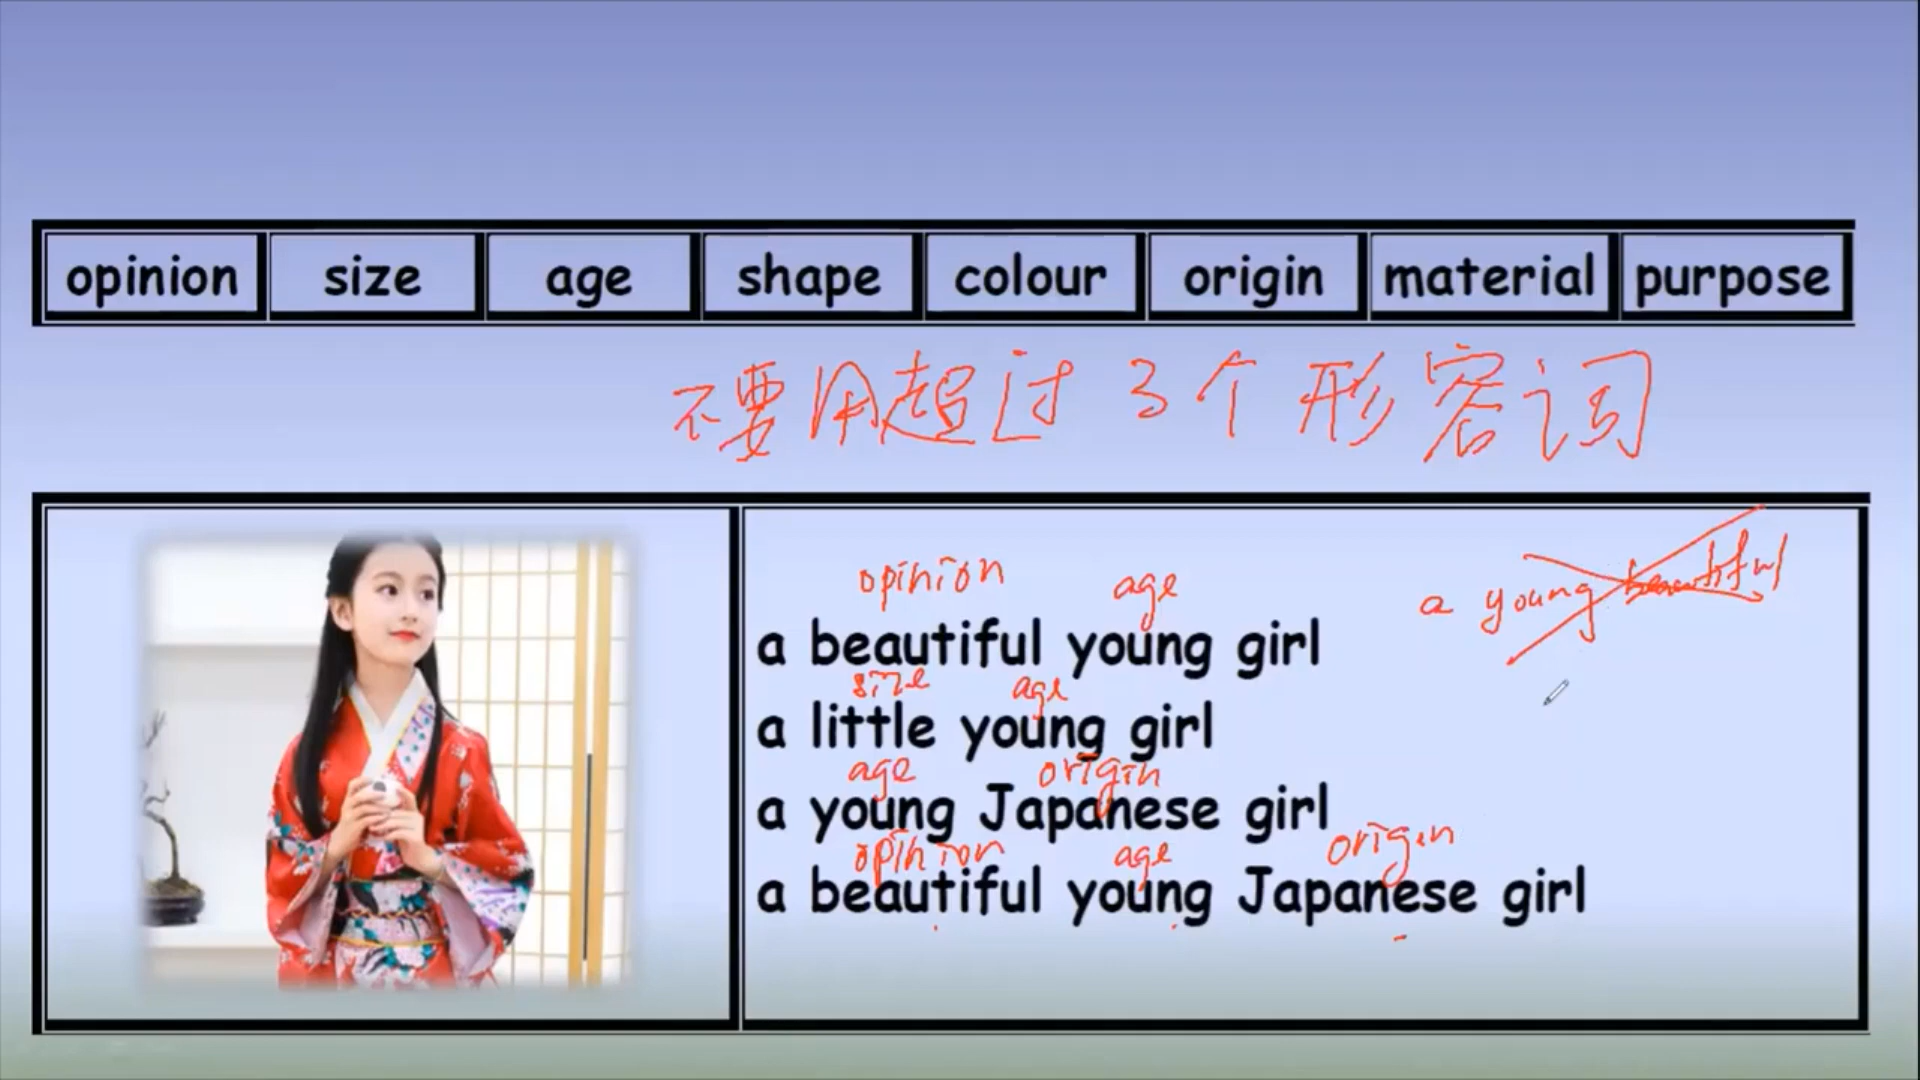 opinion size age shape colour origin material purpose
不要用超过3个形容词
opinion age
a beautiful young girl
a young beautiful
size age
a little young girl
age origin
a young Japanese girl
opinion age origin
a beautiful young Japanese girl